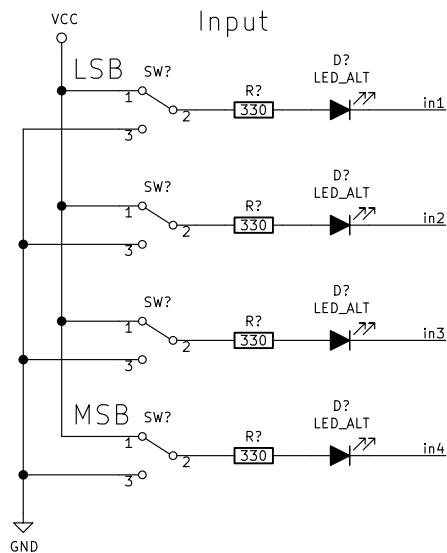 Input
VCC
LSB
SW?
R?
D?
LED_ALT
1
2
330
in1
3
SW?
R?
D?
LED_ALT
1
2
330
in2
3
SW?
R?
D?
LED_ALT
1
2
330
in3
3
MSB
SW?
R?
D?
LED_ALT
1
2
330
in4
3
GND